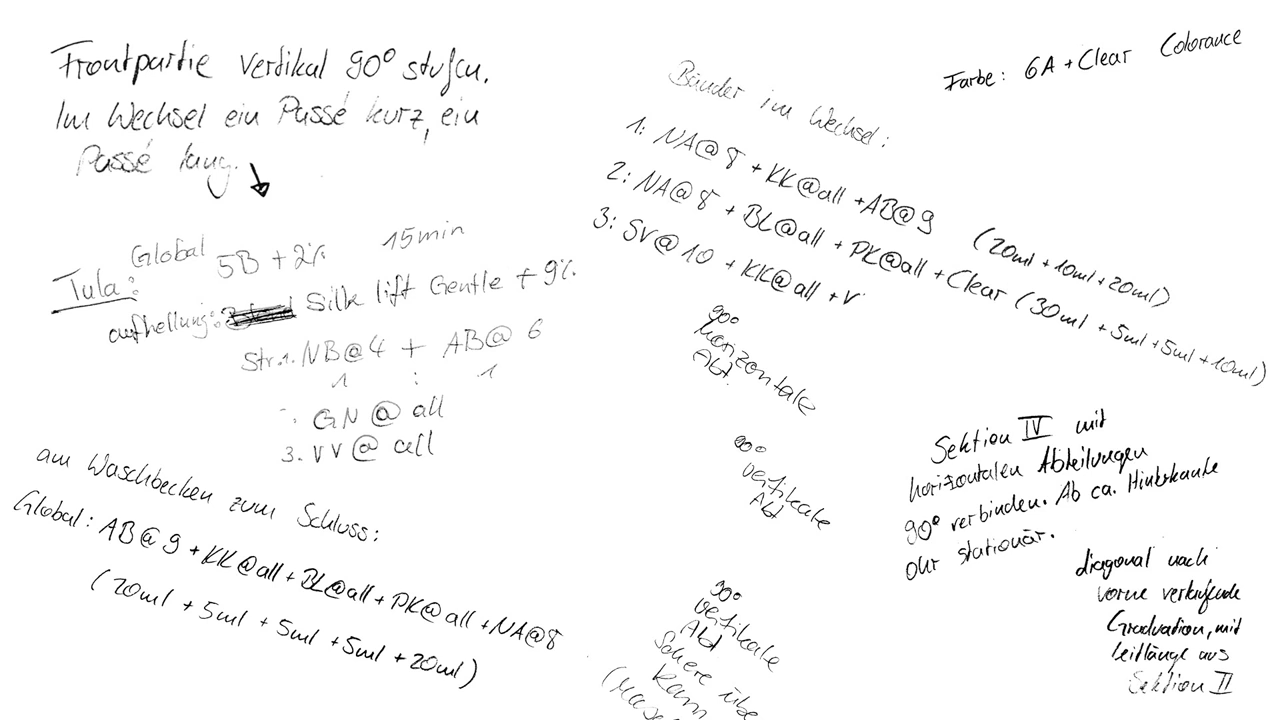 Frontpartie vertikal 90° stufen.
Im Wechsel ein Passé kurz, ein
Passé lang.
Tula: Global 5B + 2% 15min
aufhellung: Silk lift Gentle + 9%
Str.1. NB@4 + AB@6
1 : 1
GN @ all
3. VV @ all
am Waschbecken zum Schluss:
Global: AB@9 + KK@all + BL@all + PK@all + NA@8
(20ml + 5ml + 5ml + 5ml + 20ml)
Farbe: 6A + Clear Colorance
Bänder im Wechsel:
1: NA@8 + KK@all + AB@9 (20ml + 10ml + 20ml)
2: NA@8 + BL@all + PK@all + Clear (30ml + 5ml + 5ml + 10ml)
3: SV@10 + KK@all + V
90°
horizontale
Abt.
90°
vertikale
Abt
90°
vertikale
Abt
Schere übe
Kamm
Sektion IV mit
horizontalen Abteilungen
90° verbinden. Ab ca. Hinterkante
Ohr stationär.
diagonal nach
vorne verlaufende
Graduation, mit
Leitlänge aus
Sektion II